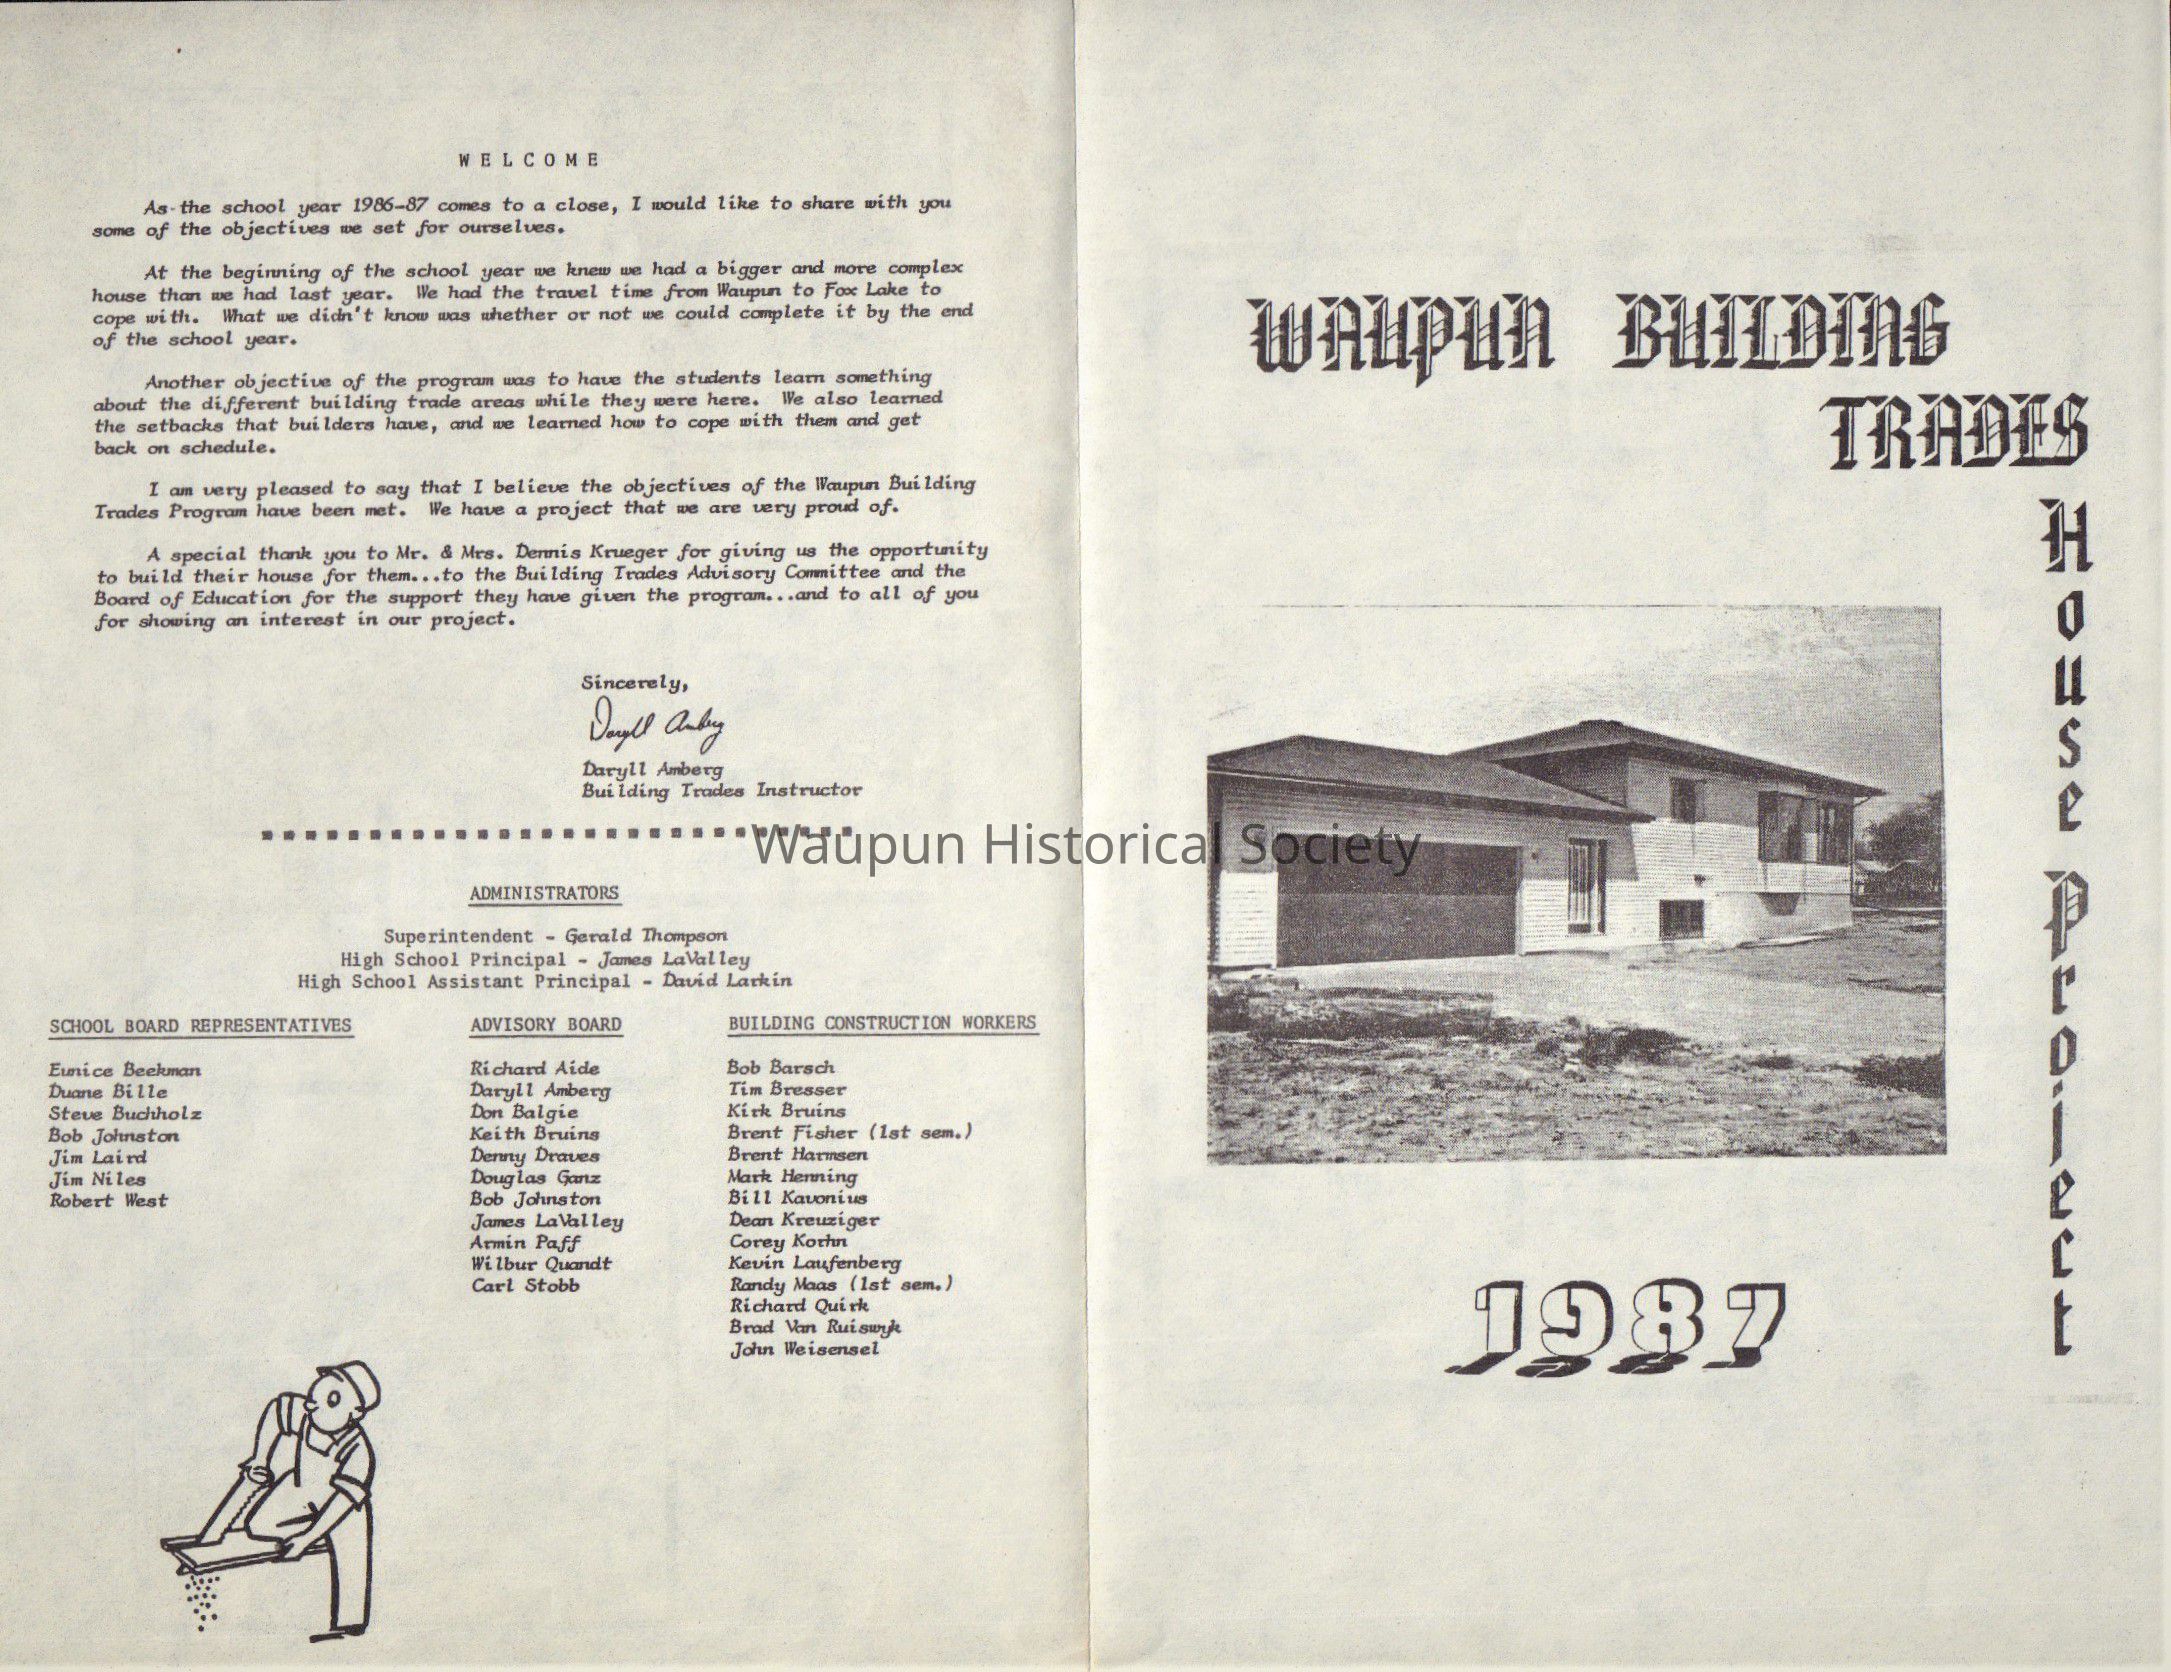 WELCOME
As the school year 1986-87 comes to a close, I would like to share with you
some of the objectives we set for ourselves.
At the beginning of the school year we knew we had a bigger and more complex
house than we had last year. We had the travel time from Waupun to Fox Lake to
cope with. What we didn't know was whether or not we could complete it by the end
of the school year.
Another objective of the program was to have the students learn something
about the different building trade areas while they were here. We also learned
the setbacks that builders have, and we learned how to cope with them and get
back on schedule.
I am very pleased to say that I believe the objectives of the Waupun Building
Trades Program have been met. We have a project that we are very proud of.
A special thank you to Mr. & Mrs. Dennis Krueger for giving us the opportunity
to build their house for them...to the Building Trades Advisory Committee and the
Board of Education for the support they have given the program...and to all of you
for showing an interest in our project.
Sincerely,
Daryll Amberg
Daryll Amberg
Building Trades Instructor
ADMINISTRATORS
Superintendent - Gerald Thompson
High School Principal - James LaValley
High School Assistant Principal - David Larkin
SCHOOL BOARD REPRESENTATIVES
Eunice Beekman
Duane Bille
Steve Buchholz
Bob Johnston
Jim Laird
Jim Niles
Robert West
ADVISORY BOARD
Richard Aide
Daryll Amberg
Don Balgie
Keith Bruins
Denny Draves
Douglas Ganz
Bob Johnston
James LaValley
Armin Paff
Wilbur Quandt
Carl Stobb
BUILDING CONSTRUCTION WORKERS
Bob Barsch
Tim Bresser
Kirk Bruins
Brent Fisher (1st sem.)
Brent Harmsen
Mark Henning
Bill Kavonius
Dean Kreuziger
Corey Korhn
Kevin Laufenberg
Randy Maas (1st sem.)
Richard Quirk
Brad Van Ruiswyk
John Weisensel
WAUPUN BUILDING
TRADES
House Project
1987
Waupun Historical Society